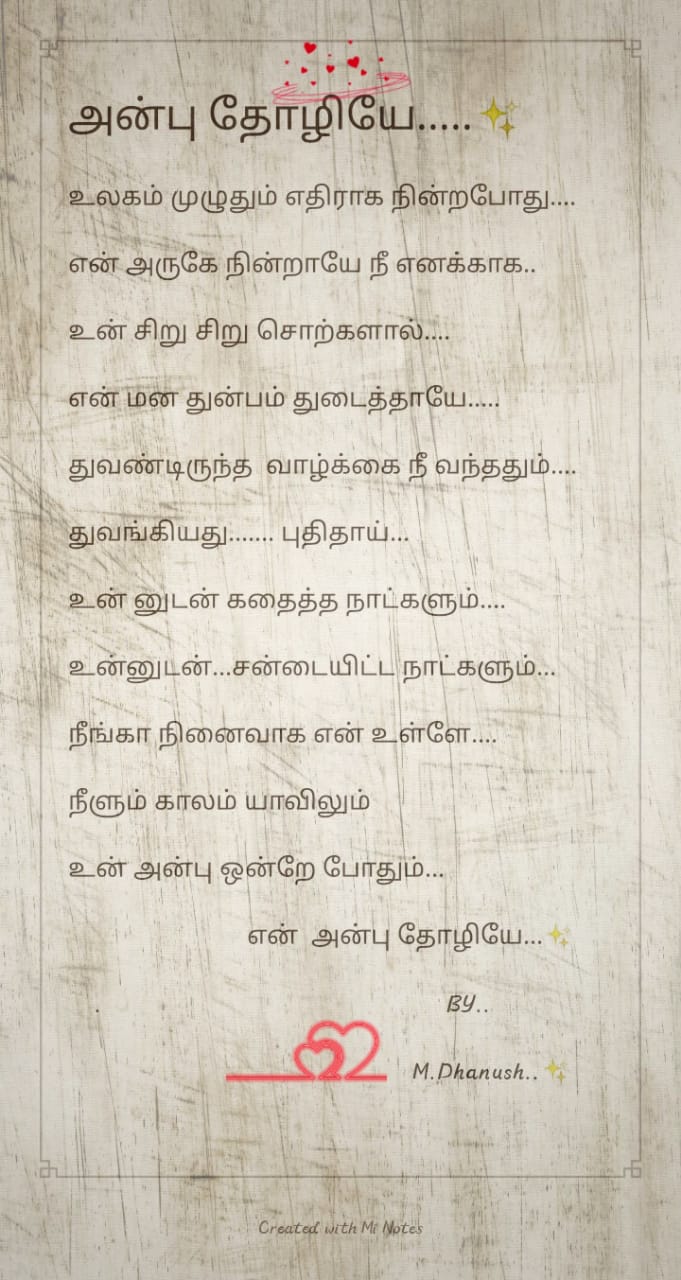 அன்பு தோழியே.....✨
உலகம் முழுதும் எதிராக நின்றபோது....
என் அருகே நின்றாயே நீ எனக்காக..
உன் சிறு சிறு சொற்களால்....
என் மன துன்பம் துடைத்தாயே.....
துவண்டிருந்த  வாழ்க்கை நீ வந்ததும்....
துவங்கியது....... புதிதாய்...
உன் னுடன் கதைத்த நாட்களும்....
உன்னுடன்...சன்டையிட்ட நாட்களும்...
நீங்கா நினைவாக என் உள்ளே....
நீளும் காலம் யாவிலும்
உன் அன்பு ஒன்றே போதும்...
என்  அன்பு தோழியே...✨
BY..
M.Dhanush..✨
Created with Mi Notes